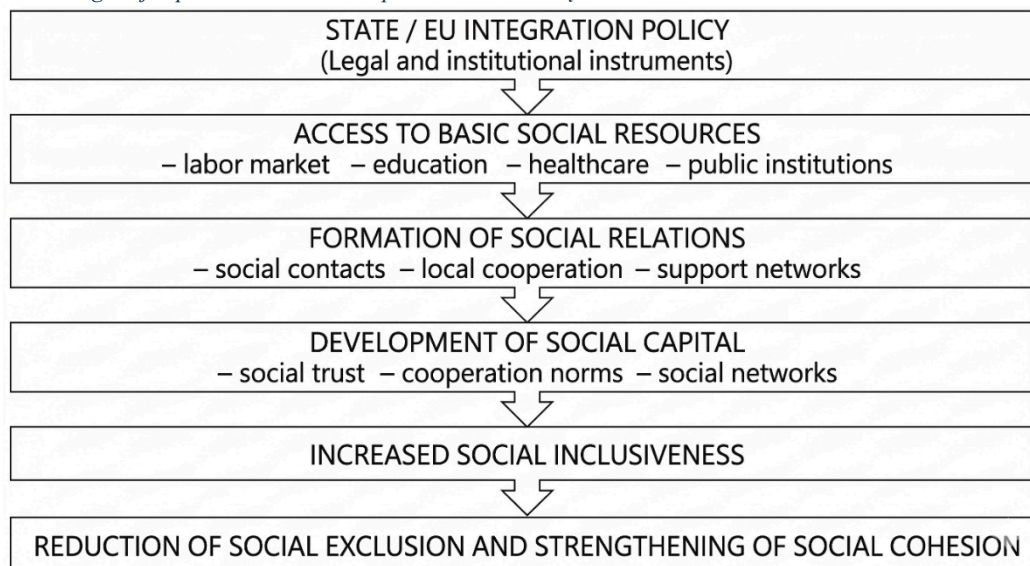 STATE / EU INTEGRATION POLICY
(Legal and institutional instruments)
ACCESS TO BASIC SOCIAL RESOURCES
– labor market – education – healthcare – public institutions
FORMATION OF SOCIAL RELATIONS
– social contacts – local cooperation – support networks
DEVELOPMENT OF SOCIAL CAPITAL
– social trust – cooperation norms – social networks
INCREASED SOCIAL INCLUSIVENESS
REDUCTION OF SOCIAL EXCLUSION AND STRENGTHENING OF SOCIAL COHESION